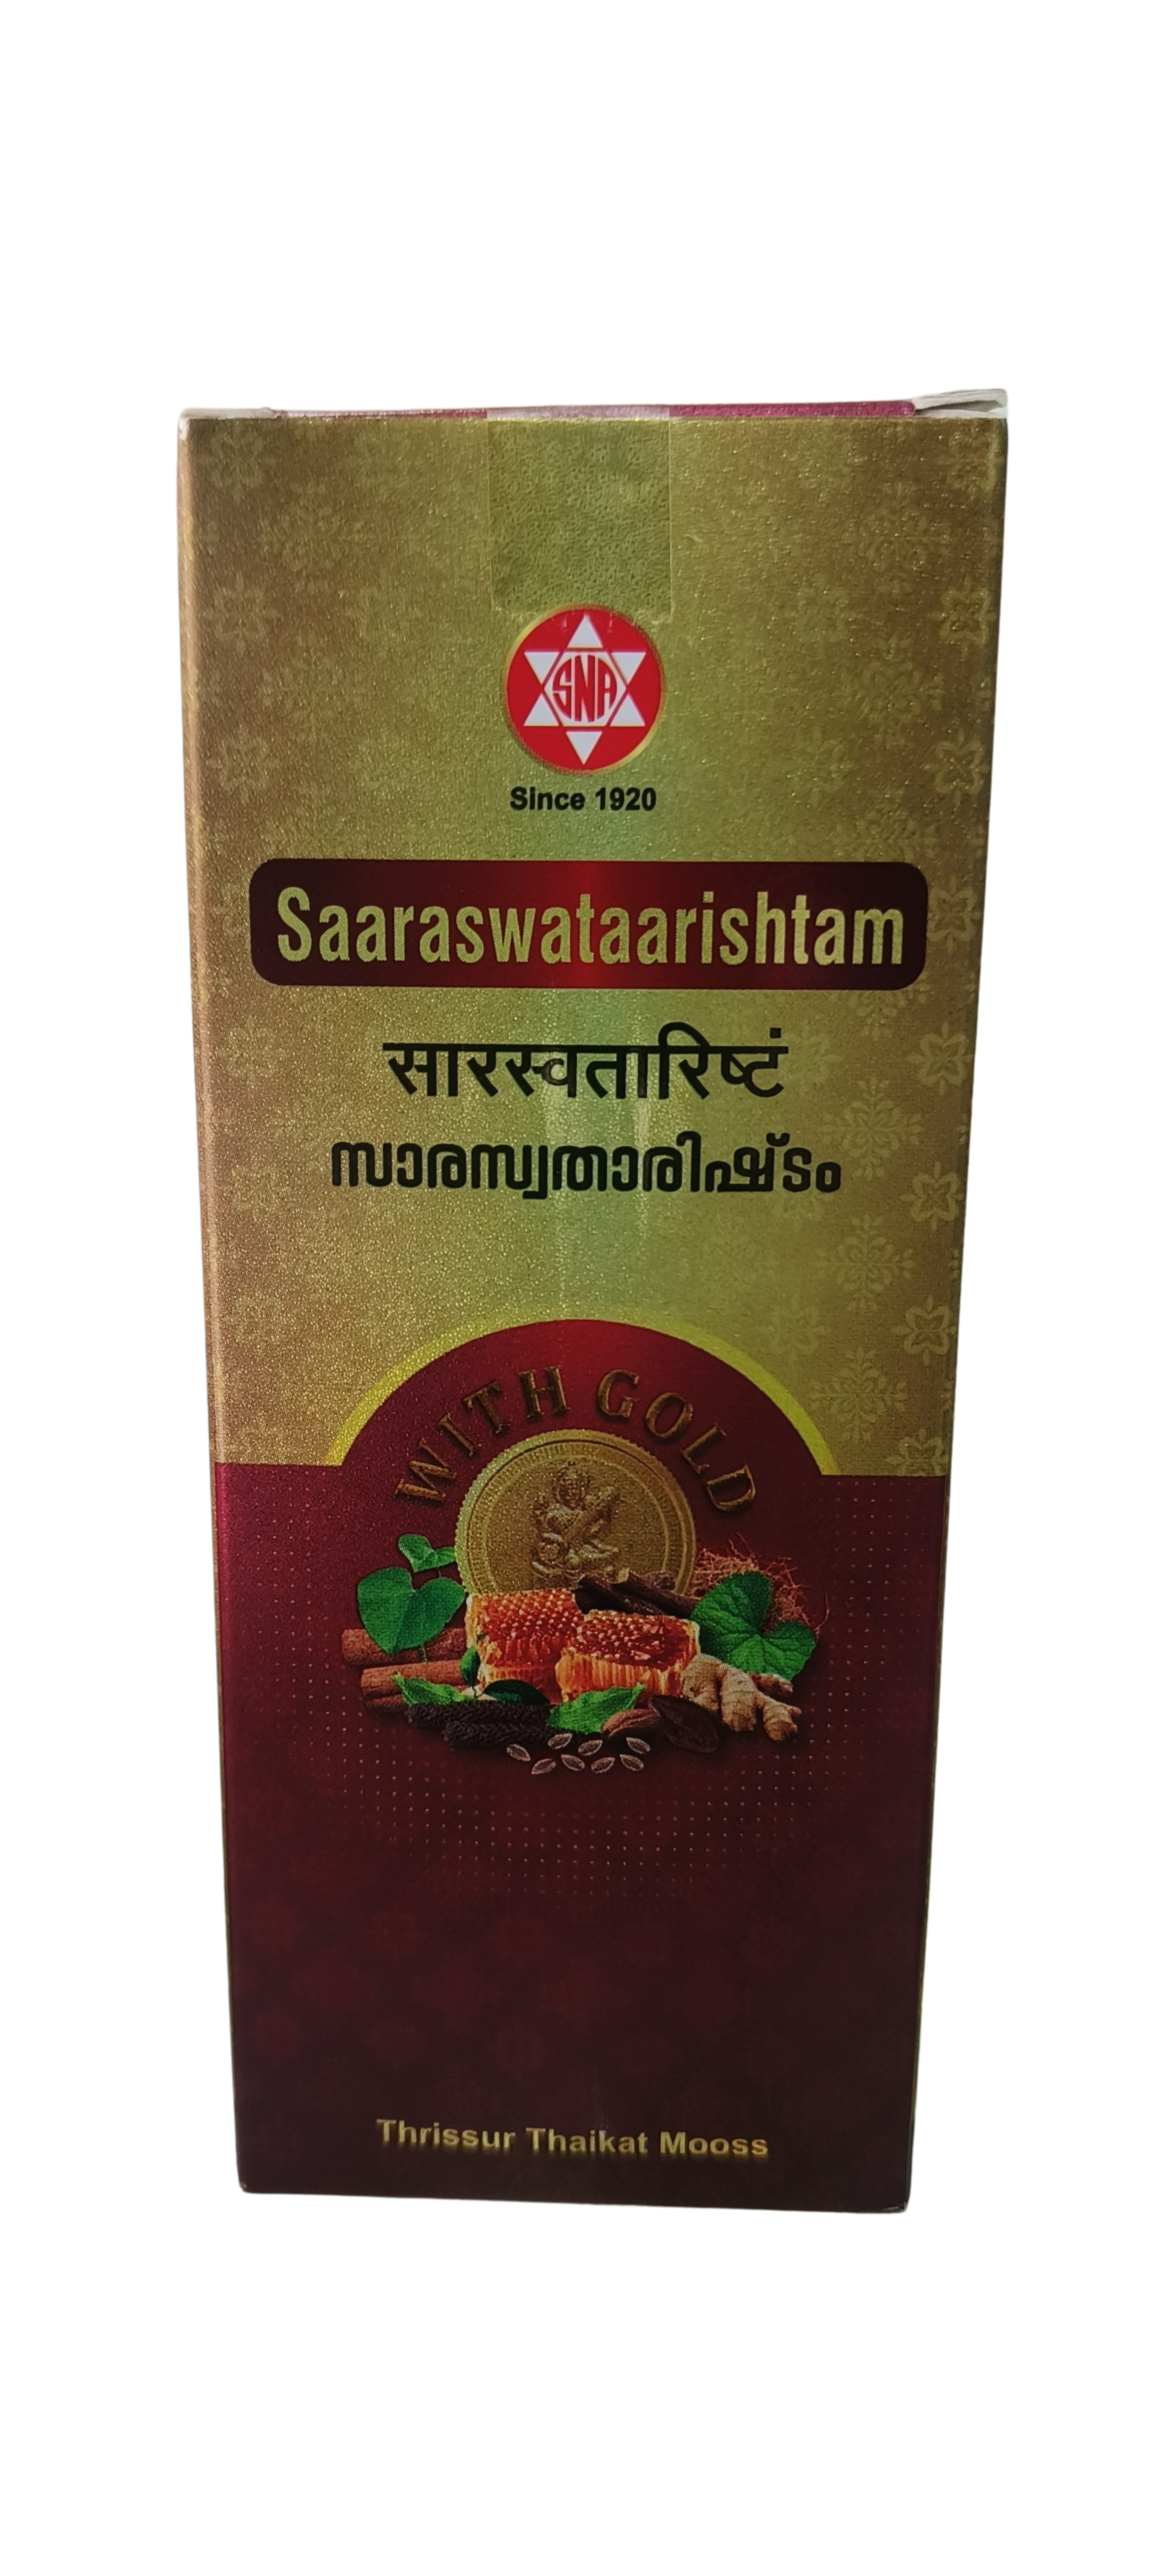 SNA
Since 1920
Saaraswataarishtam
सारस्वतारिष्टं
സാരസ്വതാരിഷ്ടം
WITH GOLD
Thrissur Thaikat Mooss